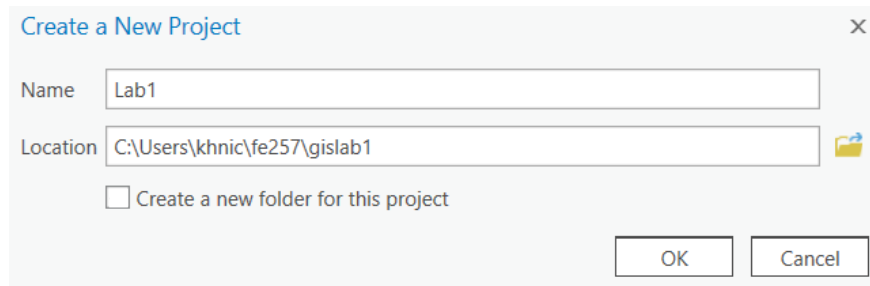 Create a New Project
Name Lab1
Location C:\Users\khnic\fe257\gislab1
Create a new folder for this project
OK Cancel